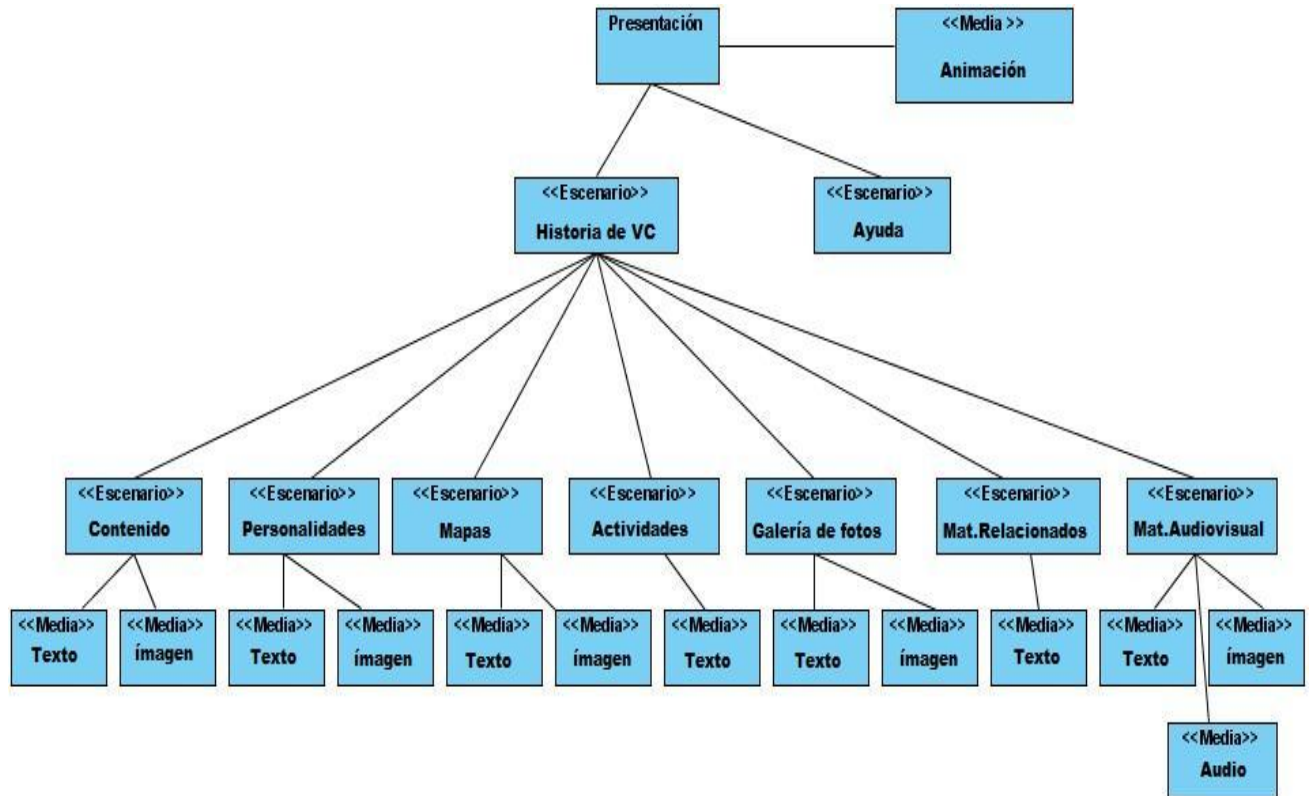 Presentación
<<Media >>
Animación
<<Escenario>>
Historia de VC
<<Escenario>>
Ayuda
<<Escenario>>
Contenido
<<Escenario>>
Personalidades
<<Escenario>>
Mapas
<<Escenario>>
Actividades
<<Escenario>>
Galería de fotos
<<Escenario>>
Mat.Relacionados
<<Escenario>>
Mat.Audiovisual
<<Media>>
Texto
<<Media>>
ímagen
<<Media>>
Texto
<<Media>>
ímagen
<<Media>>
Texto
<<Media>>
ímagen
<<Media>>
Texto
<<Media>>
Texto
<<Media>>
ímagen
<<Media>>
Texto
<<Media>>
Texto
<<Media>>
ímagen
<<Media>>
Audio